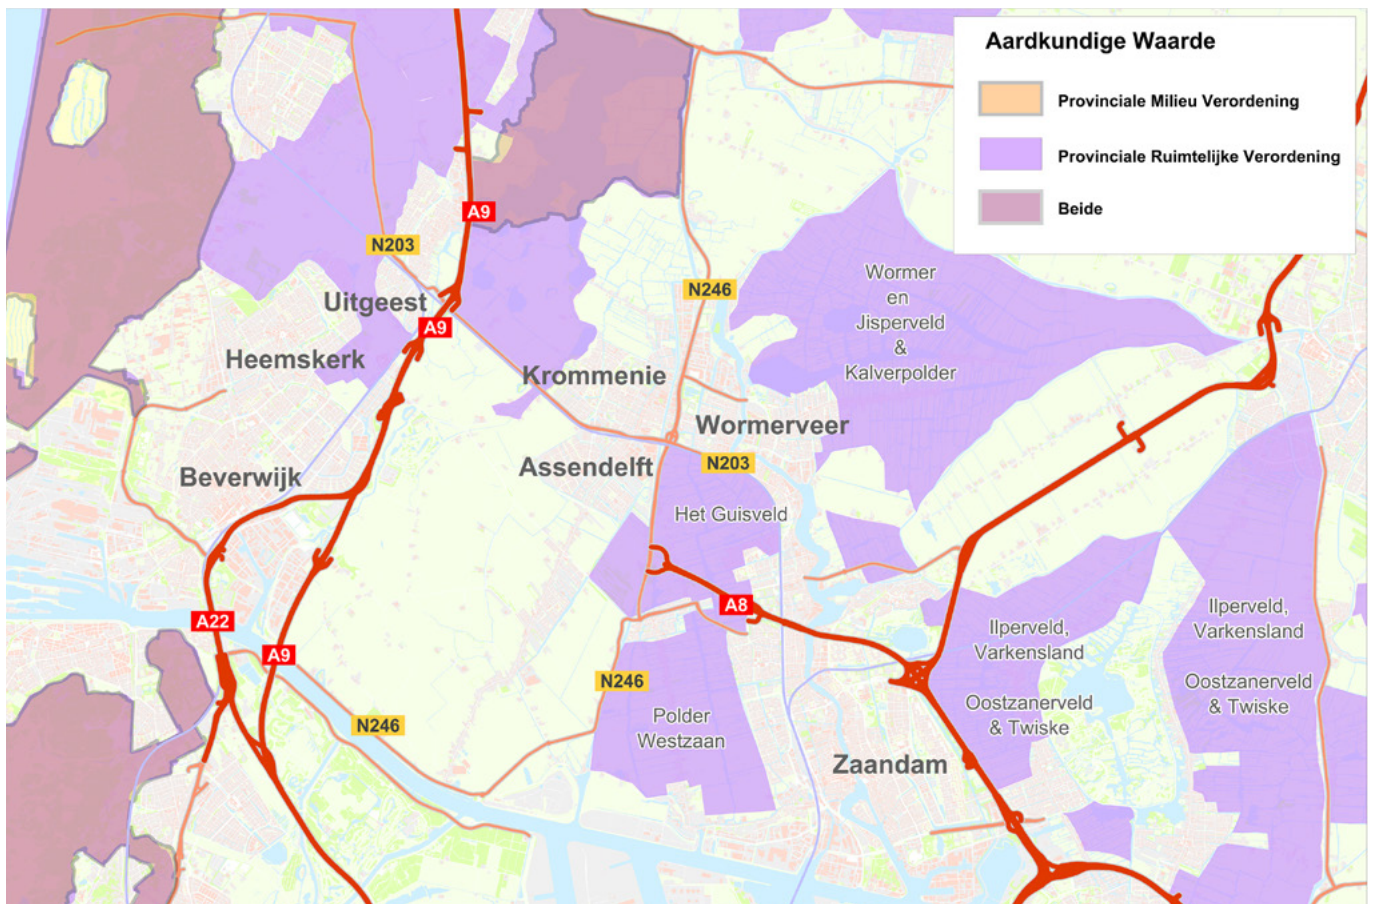 Aardkundige Waarde
Provinciale Milieu Verordening
Provinciale Ruimtelijke Verordening
Beide
A9
N203
Uitgeest
A9
N246
Wormer
en
Jisperveld
&
Kalverpolder
Heemskerk
Krommenie
Wormerveer
Assendelft
N203
Beverwijk
Het Guisveld
A22
A9
A8
Ilperveld,
Varkensland
Oostzanerveld
& Twiske
Ilperveld,
Varkensland
Oostzanerveld
& Twiske
N246
N246
Polder
Westzaan
Zaandam